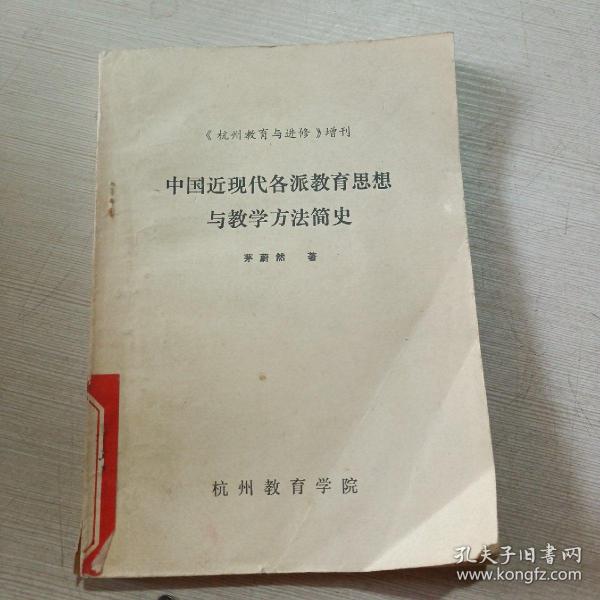 《杭州教育与进修》增刊
中国近现代各派教育思想
与教学方法简史
茅蔚然 著
杭州教育学院
孔夫子旧书网
www.kongfz.com